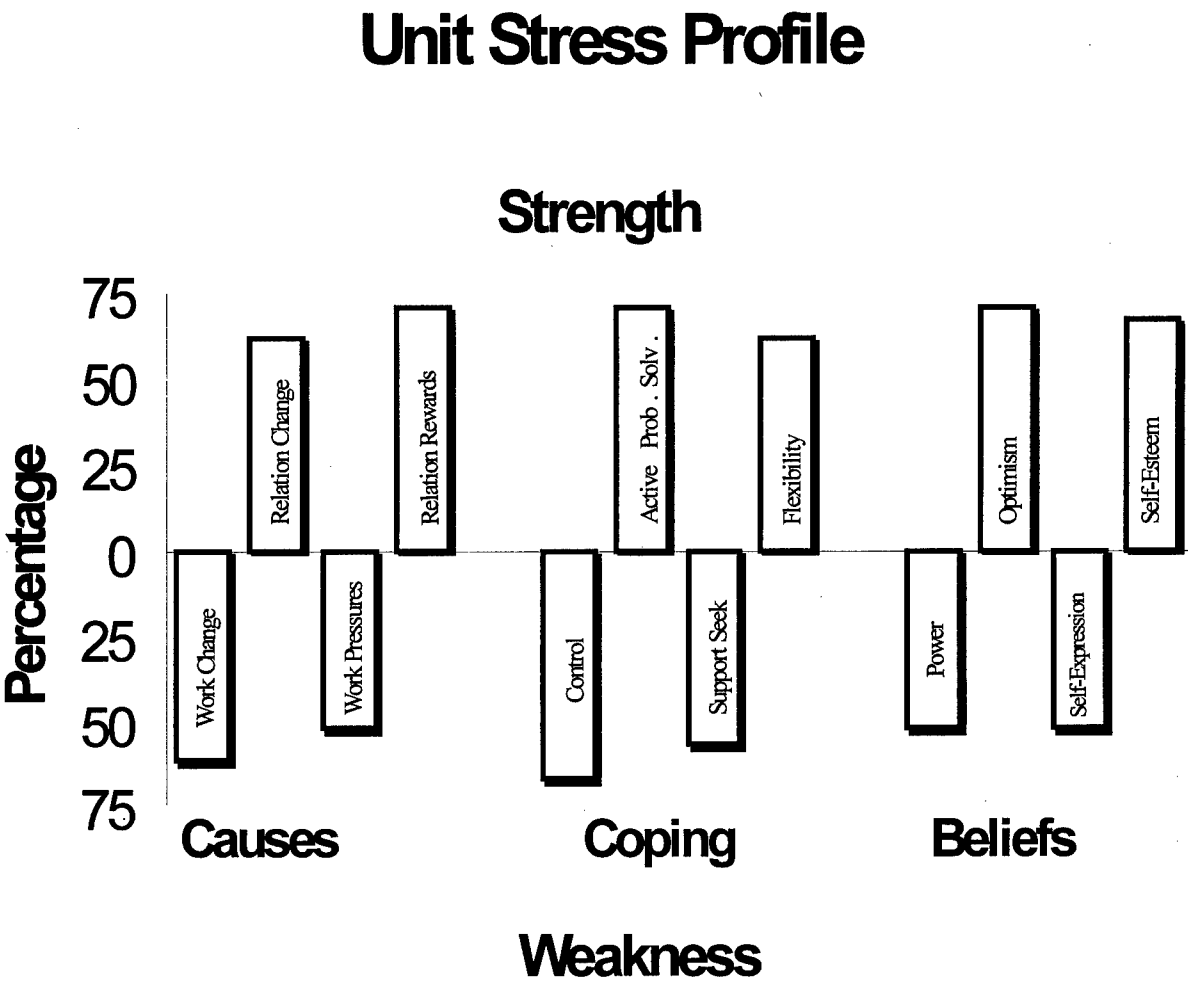 Unit Stress Profile
Strength
Percentage
75
50
25
0
25
50
75
Work Change
Relation Change
Work Pressures
Relation Rewards
Control
Active Prob. Solv.
Support Seek
Flexibility
Power
Optimism
Self-Expression
Self-Esteem
Causes
Coping
Beliefs
Weakness